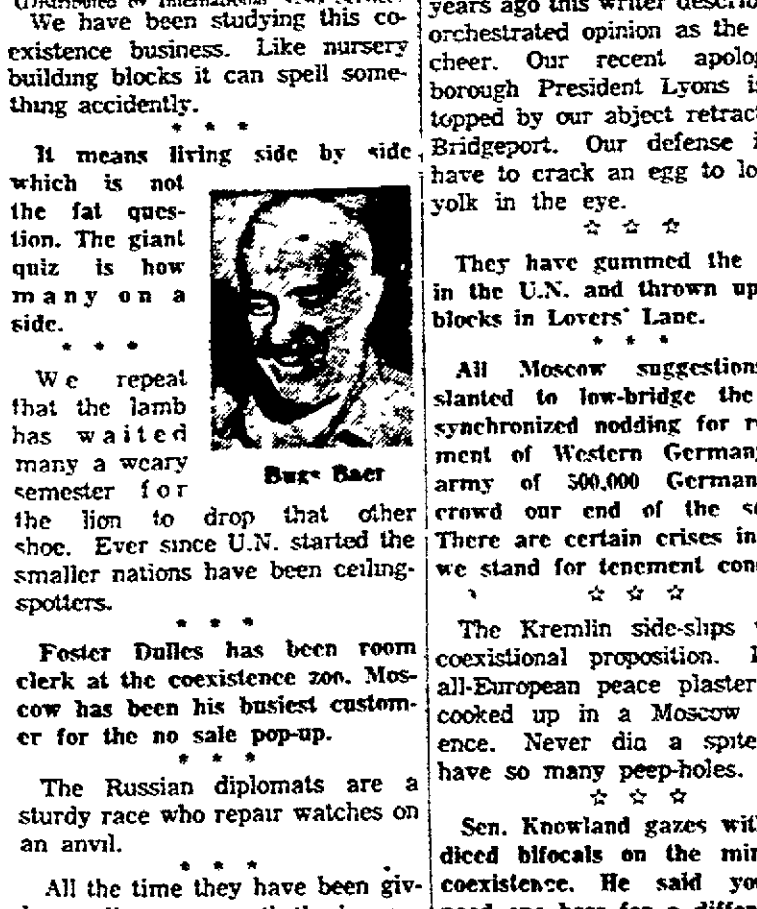 We have been studying this co-
existence business. Like nursery
building blocks it can spell some-
thing accidently.
* * *
It means living side by side
which is not
the fat ques-
tion. The giant
quiz is how
many on a
side.
* * *
We repeat
that the lamb
has waited
many a weary
semester for
the lion to drop that other
shoe. Ever since U.N. started the
smaller nations have been ceiling-
spotters.
Bugs Baer
* * *
Foster Dulles has been room
clerk at the coexistence zoo. Mos-
cow has been his busiest custom-
er for the no sale pop-up.
* * *
The Russian diplomats are a
sturdy race who repair watches on
an anvil.
* * *
All the time they have been giv-
years ago this writer
orchestrated opinion as the
cheer. Our recent
borough President Lyons
topped by our abject
Bridgeport. Our defense
have to crack an egg to
yolk in the eye.
☆ ☆ ☆
They have gummed the
in the U.N. and thrown up
blocks in Lovers' Lane.
* * *
All Moscow suggestions
slanted to low-bridge the
synchronized nodding for
ment of Western German
army of 500,000 German
crowd our end of the
There are certain crises in
we stand for tenement
☆ ☆ ☆
The Kremlin side-slips
coexistional proposition.
all-European peace plaster
cooked up in a Moscow
ence. Never did a spite
have so many peep-holes.
☆ ☆ ☆
Sen. Knowland gazes
diced bifocals on the
coexistence. He said